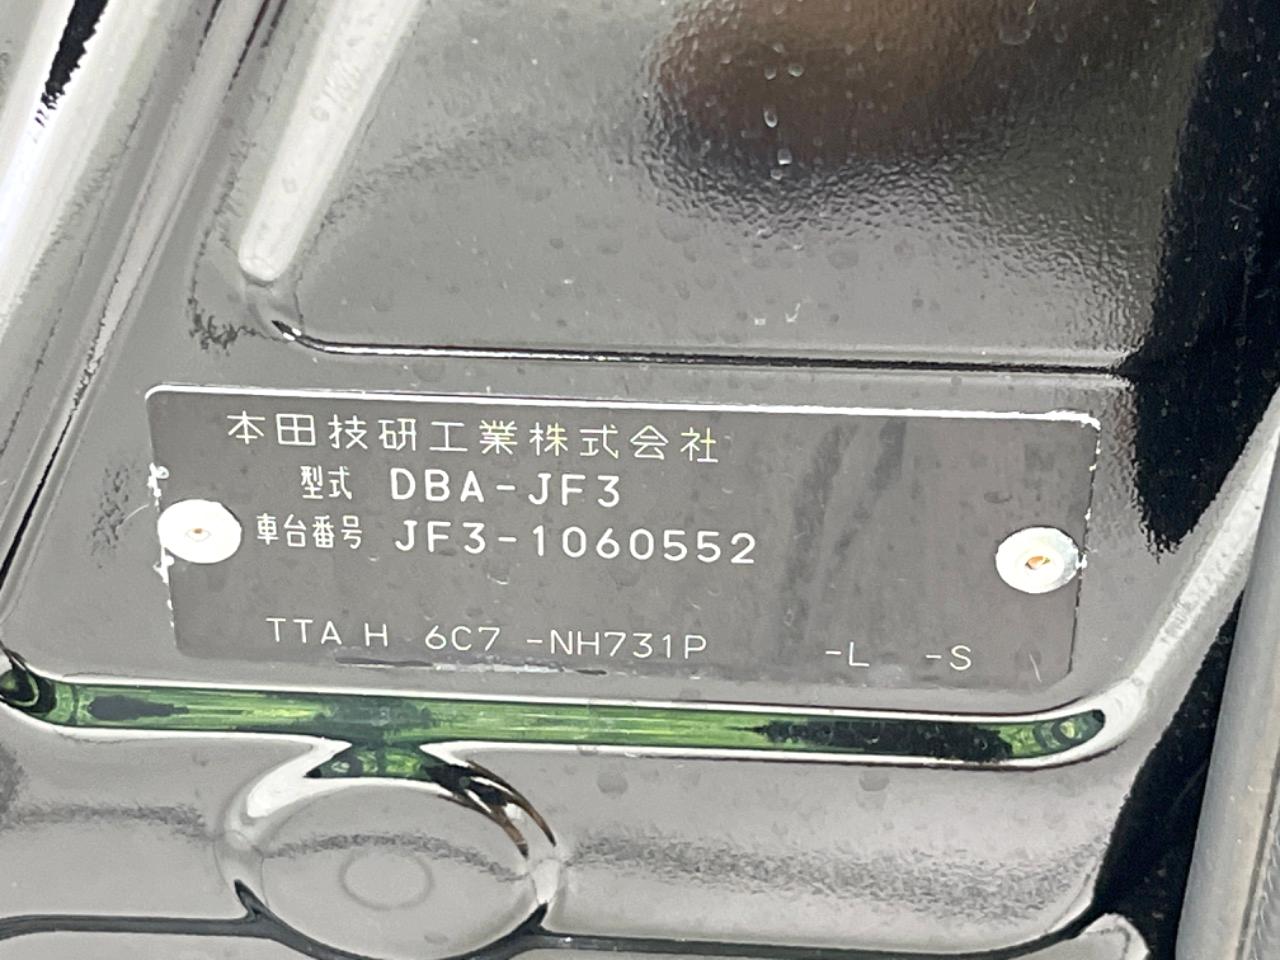 本田技研工業株式会社
型式 DBA-JF3
車台番号 JF3-1060552
TTA H 6C7 -NH731P -L -S